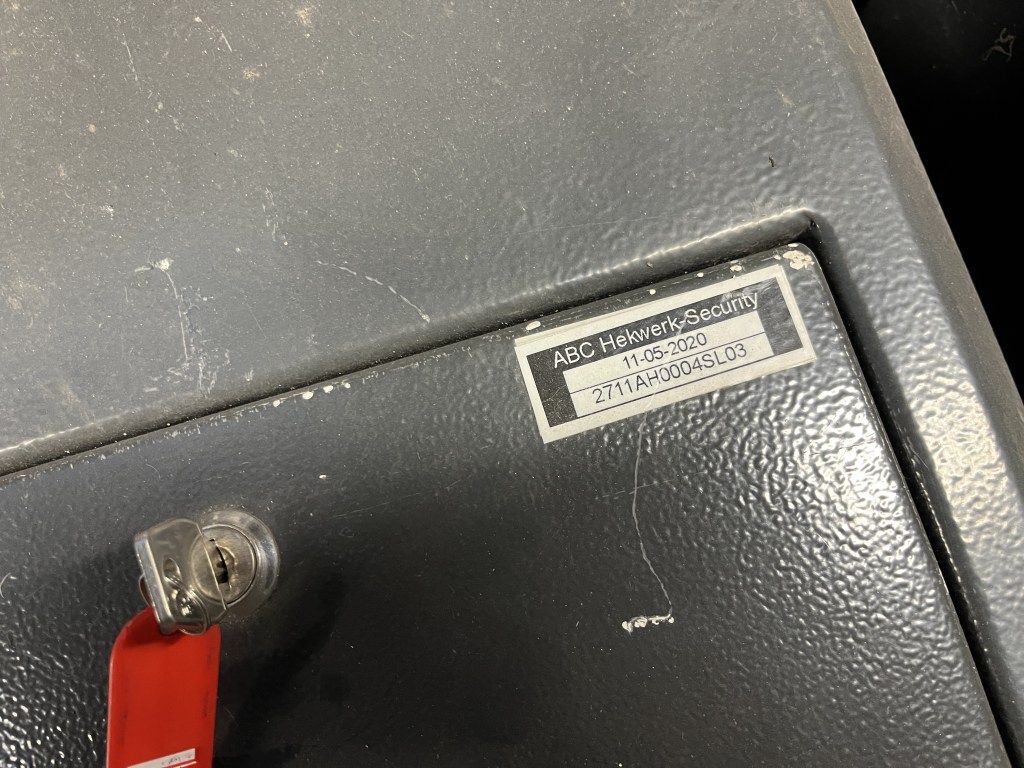 ABC Hekwerk-Security
11-05-2020
2711AH0004SL03